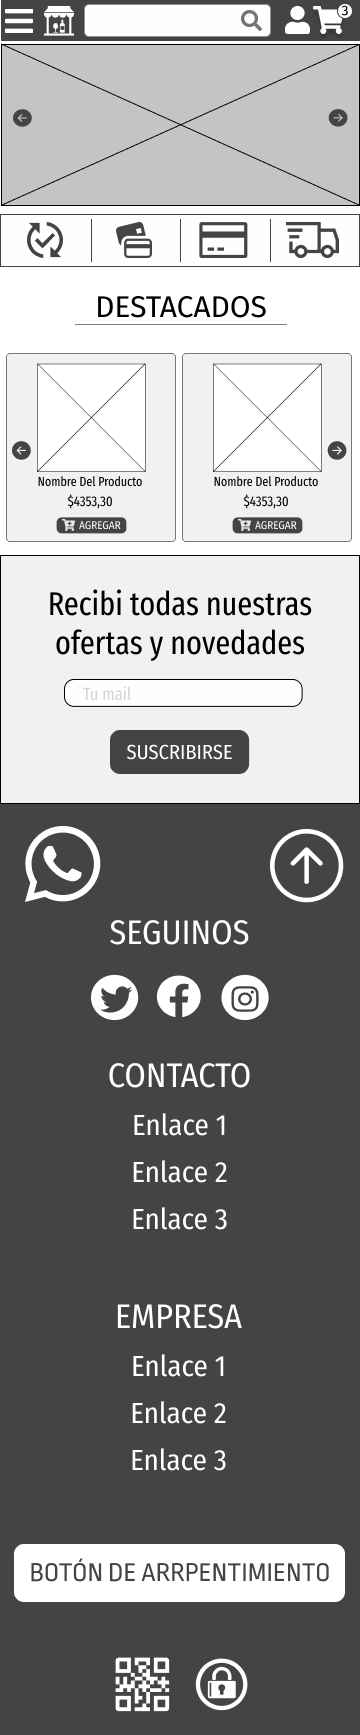 3
DESTACADOS
Nombre Del Producto
$4353,30
AGREGAR
Nombre Del Producto
$4353,30
AGREGAR
Recibi todas nuestras
ofertas y novedades
Tu mail
SUSCRIBIRSE
SEGUINOS
CONTACTO
Enlace 1
Enlace 2
Enlace 3
EMPRESA
Enlace 1
Enlace 2
Enlace 3
BOTÓN DE ARRPENTIMIENTO